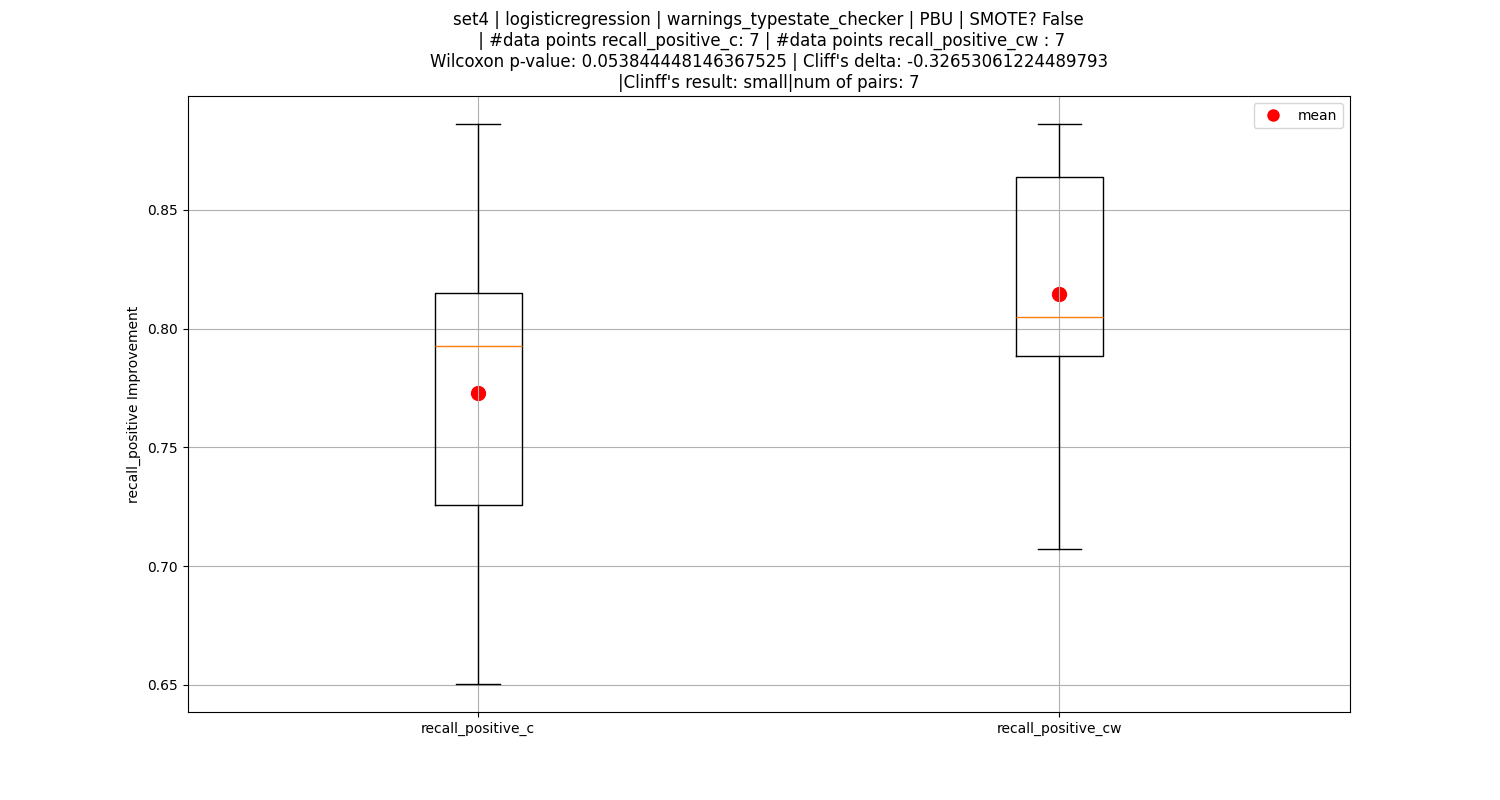 set4 | logisticregression | warnings_typestate_checker | PBU | SMOTE? False
| #data points recall_positive_c: 7 | #data points recall_positive_cw : 7
Wilcoxon p-value: 0.053844448146367525 | Cliff's delta: -0.32653061224489793
|Clinff's result: small|num of pairs: 7
mean
0.85
0.80
0.75
0.70
0.65
recall_positive Improvement
recall_positive_c
recall_positive_cw